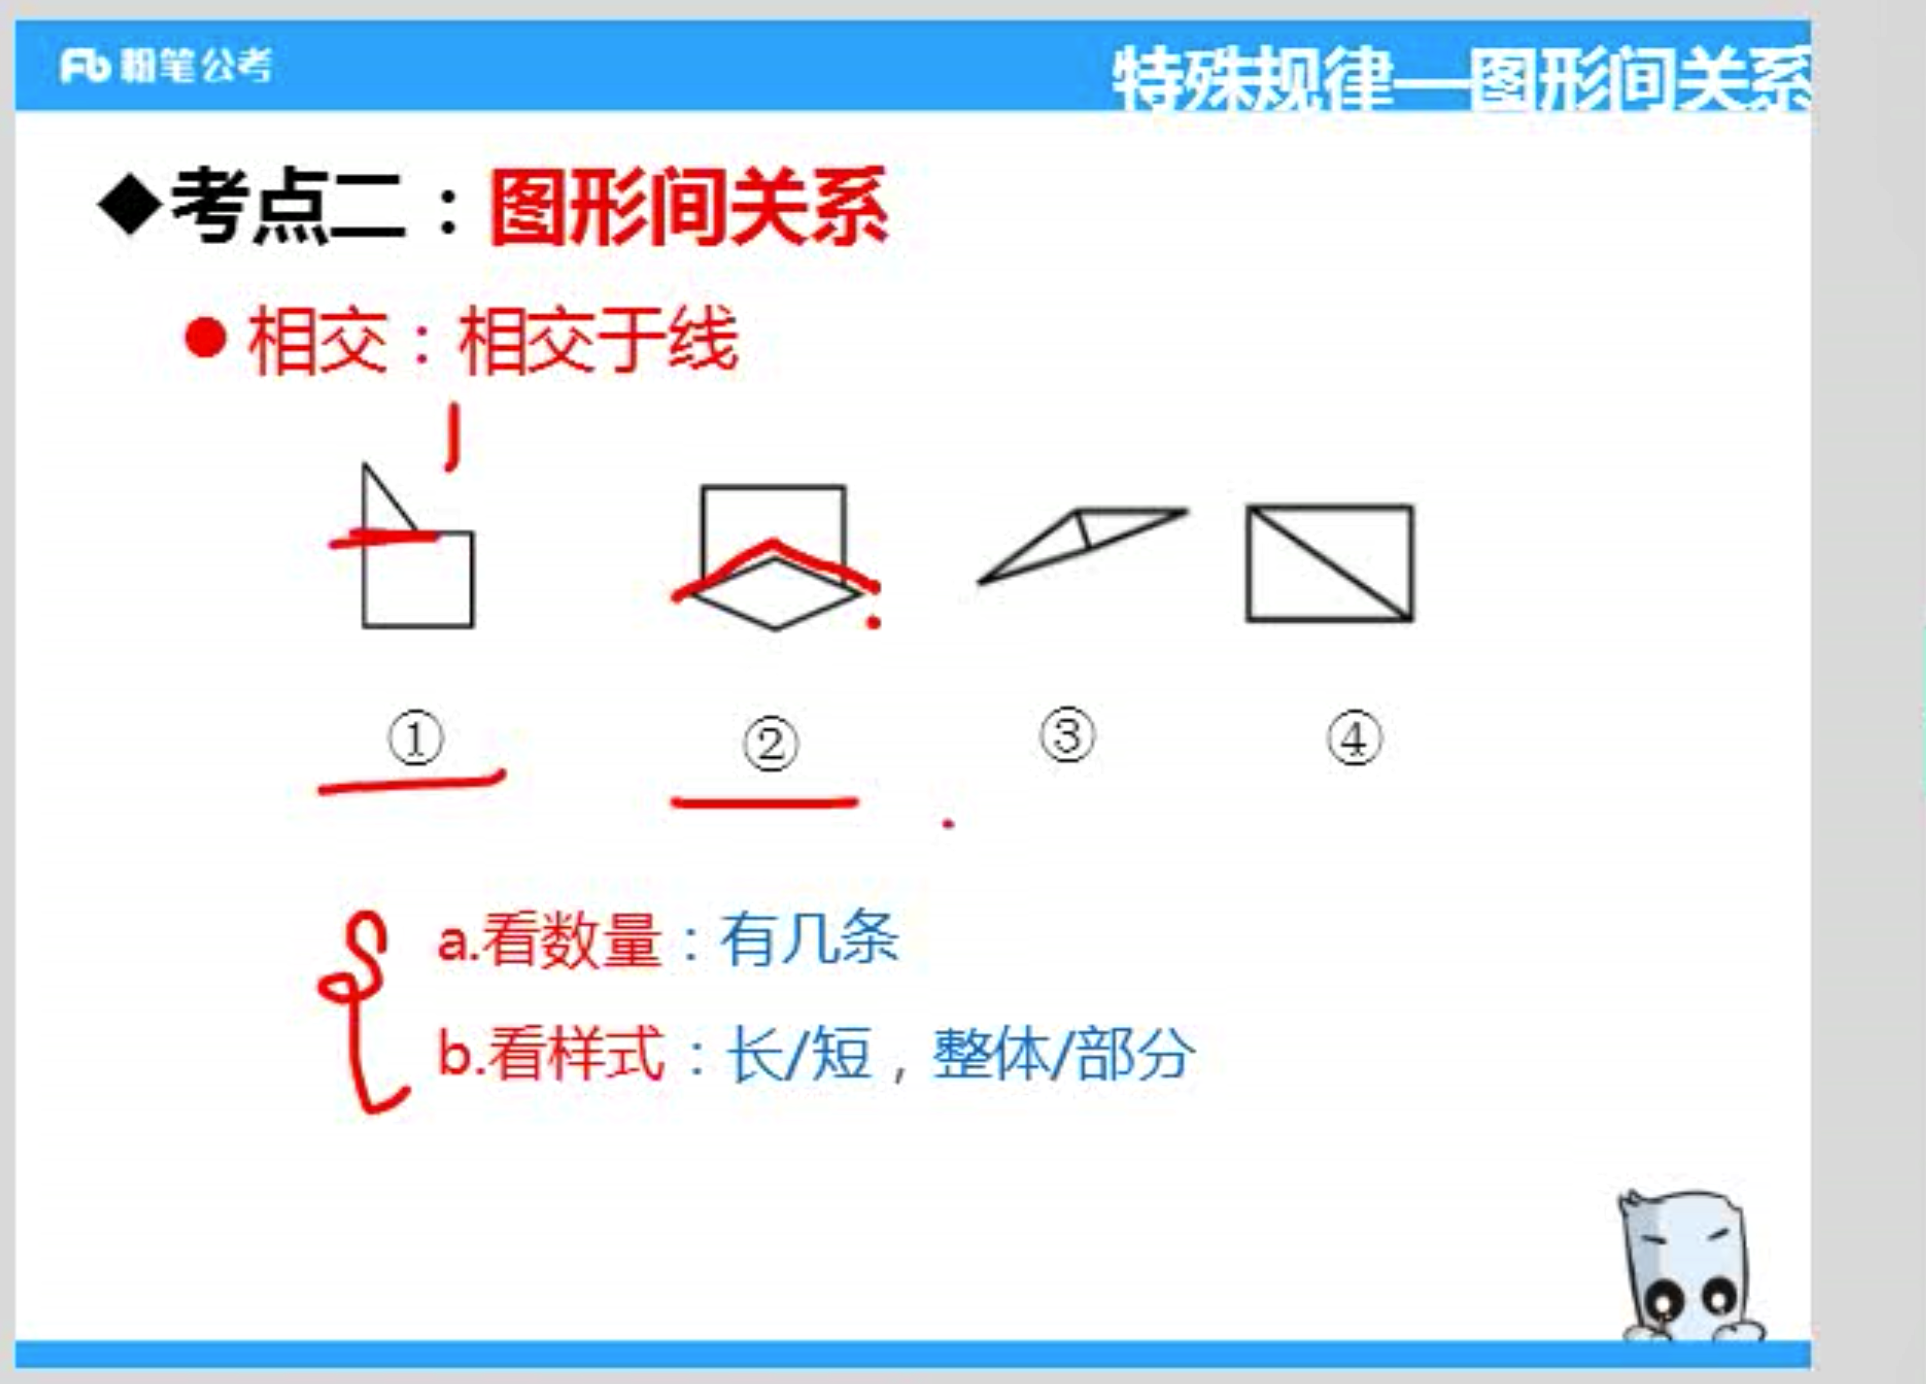 Fb 粉笔公考
特殊规律—图形间关系
◆考点二：图形间关系
● 相交：相交于线
① ② ③ ④
a.看数量：有几条
b.看样式：长/短，整体/部分